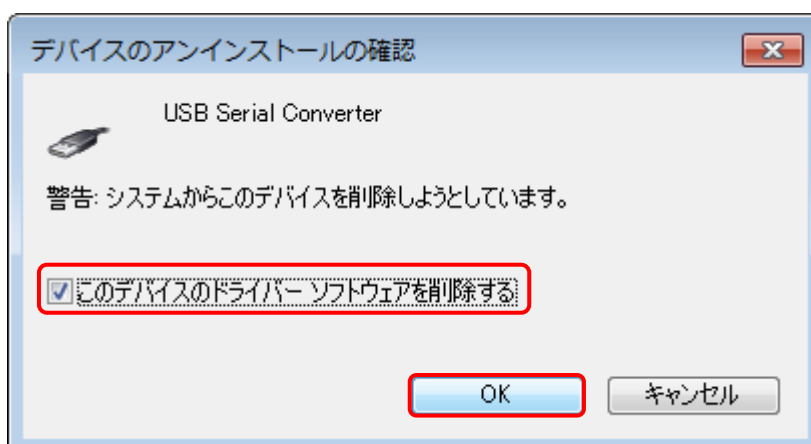 デバイスのアンインストールの確認
USB Serial Converter
警告: システムからこのデバイスを削除しようとしています。
このデバイスのドライバー ソフトウェアを削除する
OK キャンセル